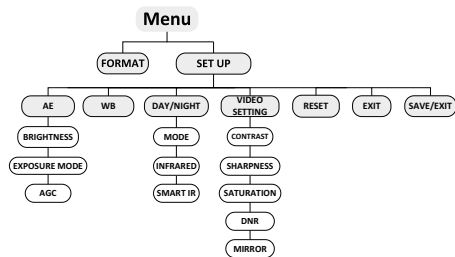 Menu
FORMAT
SET UP
AE
WB
DAY/NIGHT
VIDEO
SETTING
RESET
EXIT
SAVE/EXIT
BRIGHTNESS
MODE
CONTRAST
EXPOSURE MODE
INFRARED
SHARPNESS
AGC
SMART IR
SATURATION
DNR
MIRROR